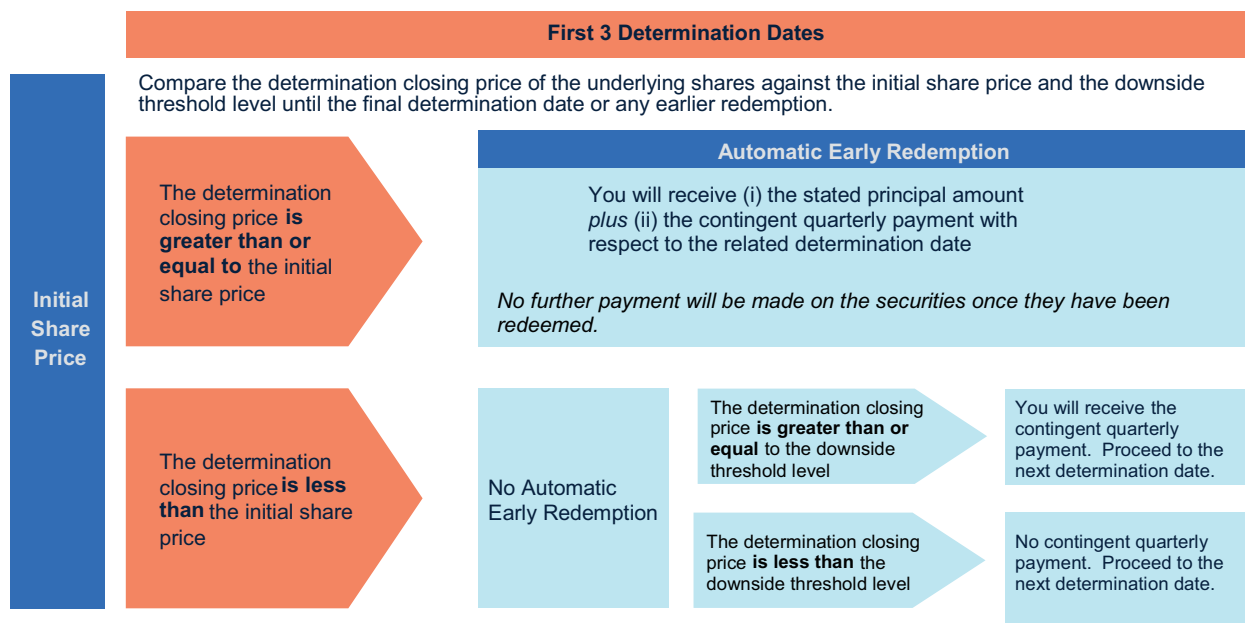 First 3 Determination Dates
Compare the determination closing price of the underlying shares against the initial share price and the downside
threshold level until the final determination date or any earlier redemption.
Initial
Share
Price
The determination
closing price is
greater than or
equal to the initial
share price
Automatic Early Redemption
You will receive (i) the stated principal amount
plus (ii) the contingent quarterly payment with
respect to the related determination date
No further payment will be made on the securities once they have been
redeemed.
The determination
closing price is less
than the initial share
price
No Automatic
Early Redemption
The determination closing
price is greater than or
equal to the downside
threshold level
You will receive the
contingent quarterly
payment.  Proceed to the
next determination date.
The determination closing
price is less than the
downside threshold level
No contingent quarterly
payment.  Proceed to the
next determination date.